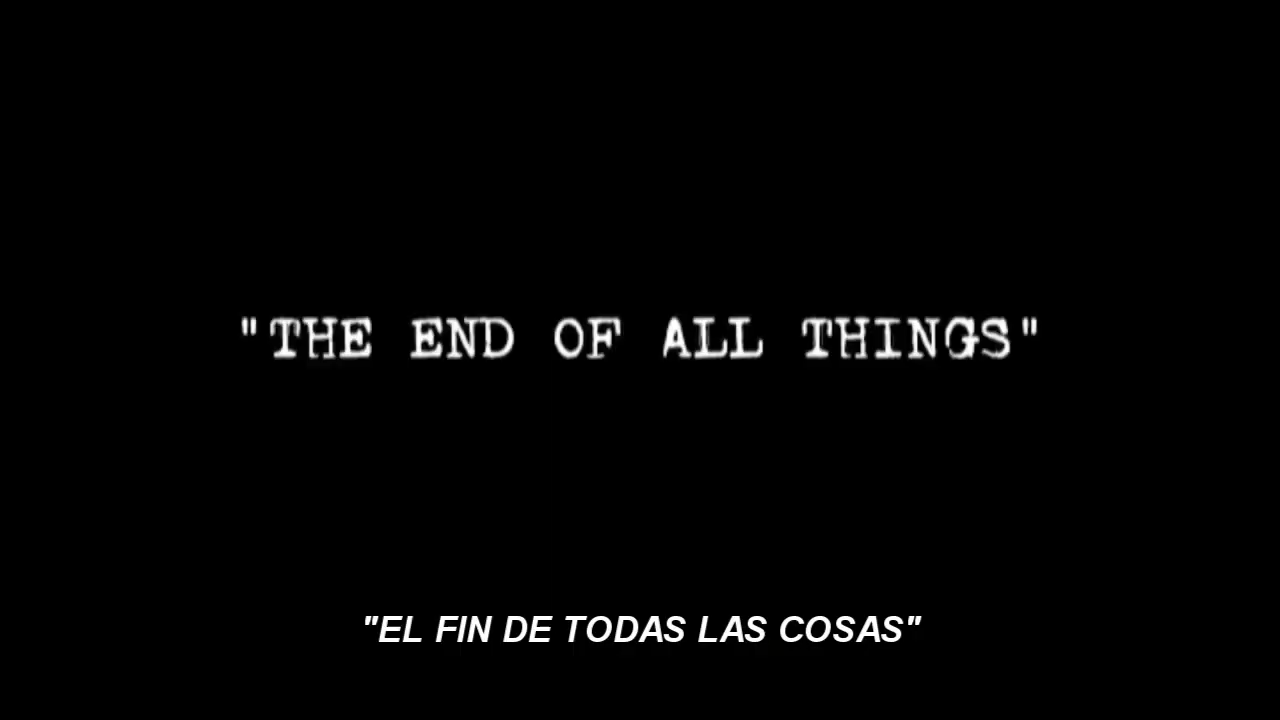 "THE END OF ALL THINGS"
"EL FIN DE TODAS LAS COSAS"